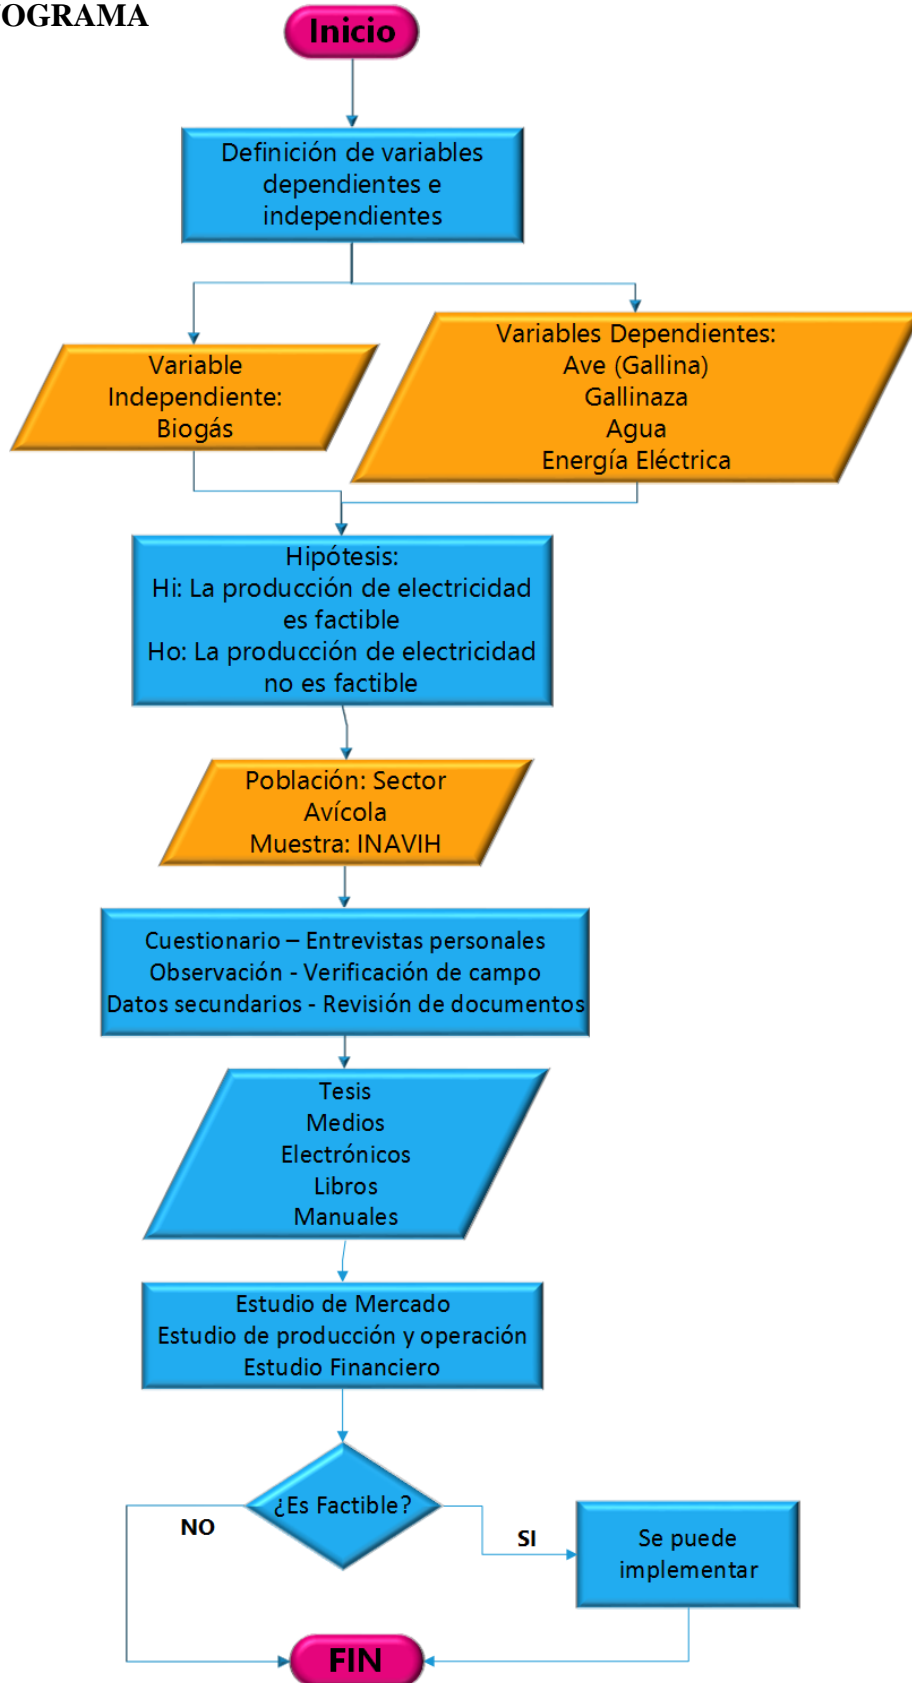 OGRAMA
Inicio
Definición de variables
dependientes e
independientes
Variable
Independiente:
Biogás
Variables Dependientes:
Ave (Gallina)
Gallinaza
Agua
Energía Eléctrica
Hipótesis:
Hi: La producción de electricidad
es factible
Ho: La producción de electricidad
no es factible
Población: Sector
Avícola
Muestra: INAVIH
Cuestionario – Entrevistas personales
Observación - Verificación de campo
Datos secundarios - Revisión de documentos
Tesis
Medios
Electrónicos
Libros
Manuales
Estudio de Mercado
Estudio de producción y operación
Estudio Financiero
¿Es Factible?
NO
SI
Se puede
implementar
FIN